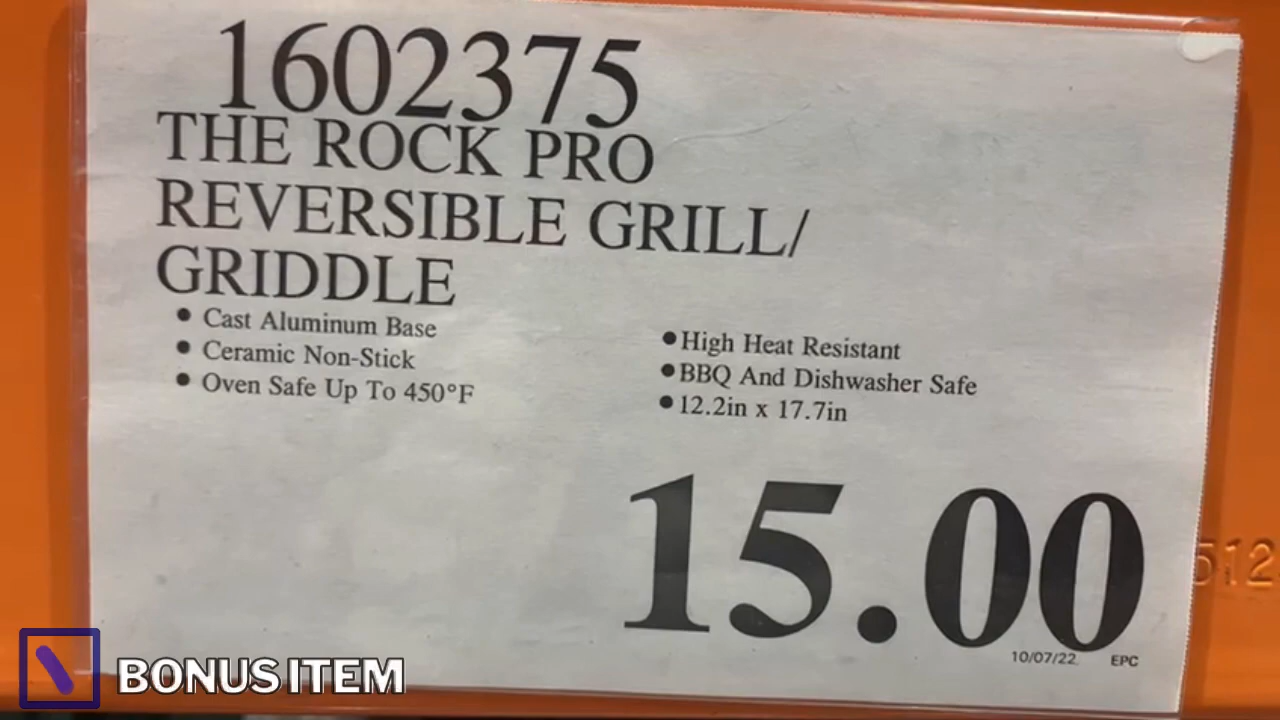 1602375
THE ROCK PRO
REVERSIBLE GRILL/
GRIDDLE
• Cast Aluminum Base
• Ceramic Non-Stick
• Oven Safe Up To 450°F
• High Heat Resistant
• BBQ And Dishwasher Safe
• 12.2in x 17.7in
15.00
10/07/22 EPC
512
BONUS ITEM